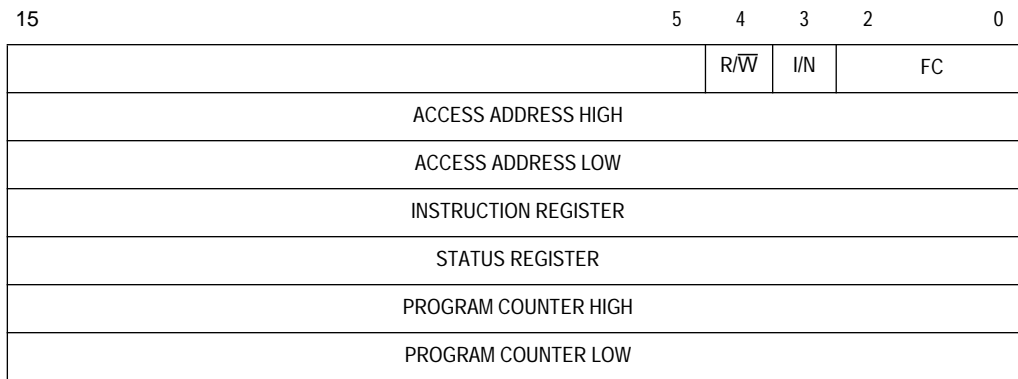 15 5 4 3 2 0
R/W̅ I/N FC
ACCESS ADDRESS HIGH
ACCESS ADDRESS LOW
INSTRUCTION REGISTER
STATUS REGISTER
PROGRAM COUNTER HIGH
PROGRAM COUNTER LOW